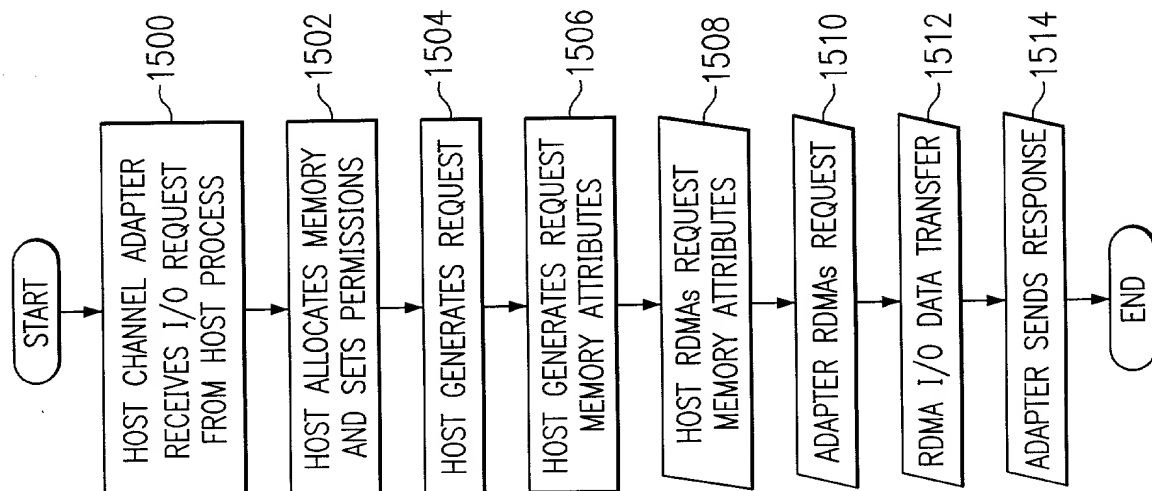 START
HOST CHANNEL ADAPTER
RECEIVES I/O REQUEST
FROM HOST PROCESS
1500
HOST ALLOCATES MEMORY
AND SETS PERMISSIONS
1502
HOST GENERATES REQUEST
1504
HOST GENERATES REQUEST
MEMORY ATTRIBUTES
1506
HOST RDMAs REQUEST
MEMORY ATTRIBUTES
1508
ADAPTER RDMAs REQUEST
1510
RDMA I/O DATA TRANSFER
1512
ADAPTER SENDS RESPONSE
1514
END